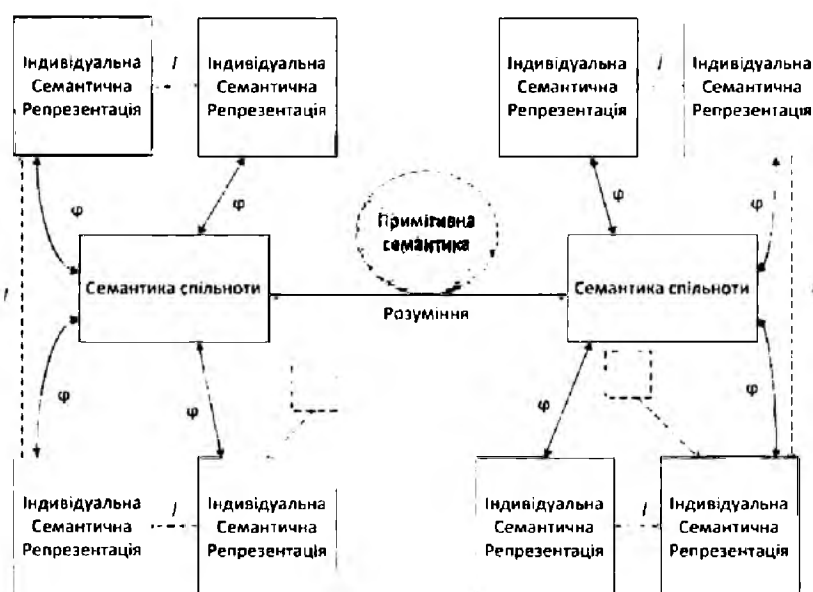 Індивідуальна
Семантична
Репрезентація
I
Індивідуальна
Семантична
Репрезентація
Індивідуальна
Семантична
Репрезентація
I
Індивідуальна
Семантична
Репрезентація
φ
φ
φ
φ
Примітивна
семантика
Семантика спільноти
Семантика спільноти
I
Розуміння
φ
φ
φ
φ
Індивідуальна
Семантична
Репрезентація
I
Індивідуальна
Семантична
Репрезентація
Індивідуальна
Семантична
Репрезентація
I
Індивідуальна
Семантична
Репрезентація